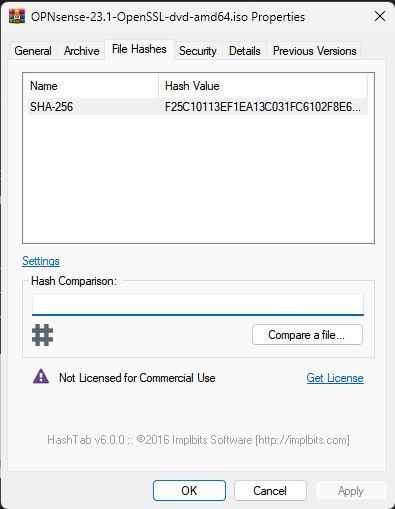 OPNsense-23.1-OpenSSL-dvd-amd64.iso Properties
General Archive File Hashes Security Details Previous Versions
Name Hash Value
SHA-256 F25C10113EF1EA13C031FC6102F8E6...
Settings
Hash Comparison:
Compare a file...
Not Licensed for Commercial Use Get License
HashTab v6.0.0 :: ©2016 Implbits Software [http://implbits.com]
OK Cancel Apply